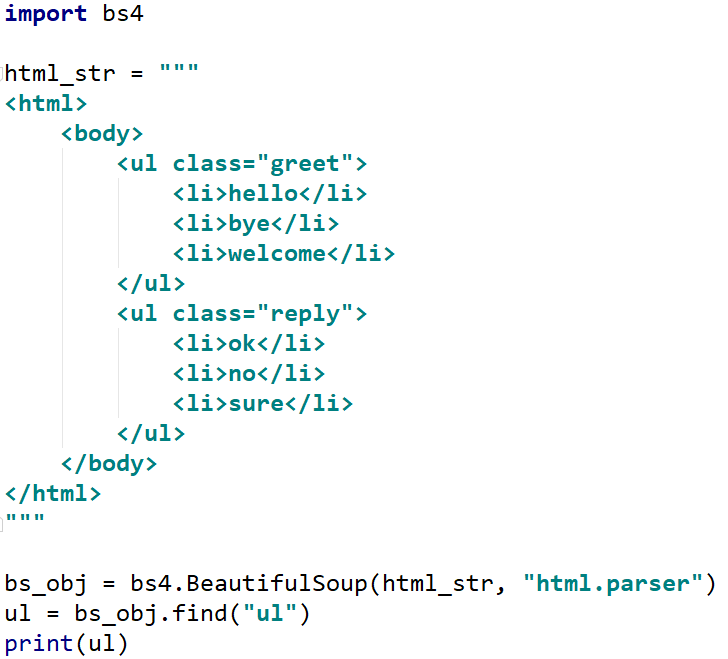 import bs4

html_str = """
<html>
    <body>
        <ul class="greet">
            <li>hello</li>
            <li>bye</li>
            <li>welcome</li>
        </ul>
        <ul class="reply">
            <li>ok</li>
            <li>no</li>
            <li>sure</li>
        </ul>
    </body>
</html>
"""

bs_obj = bs4.BeautifulSoup(html_str, "html.parser")
ul = bs_obj.find("ul")
print(ul)